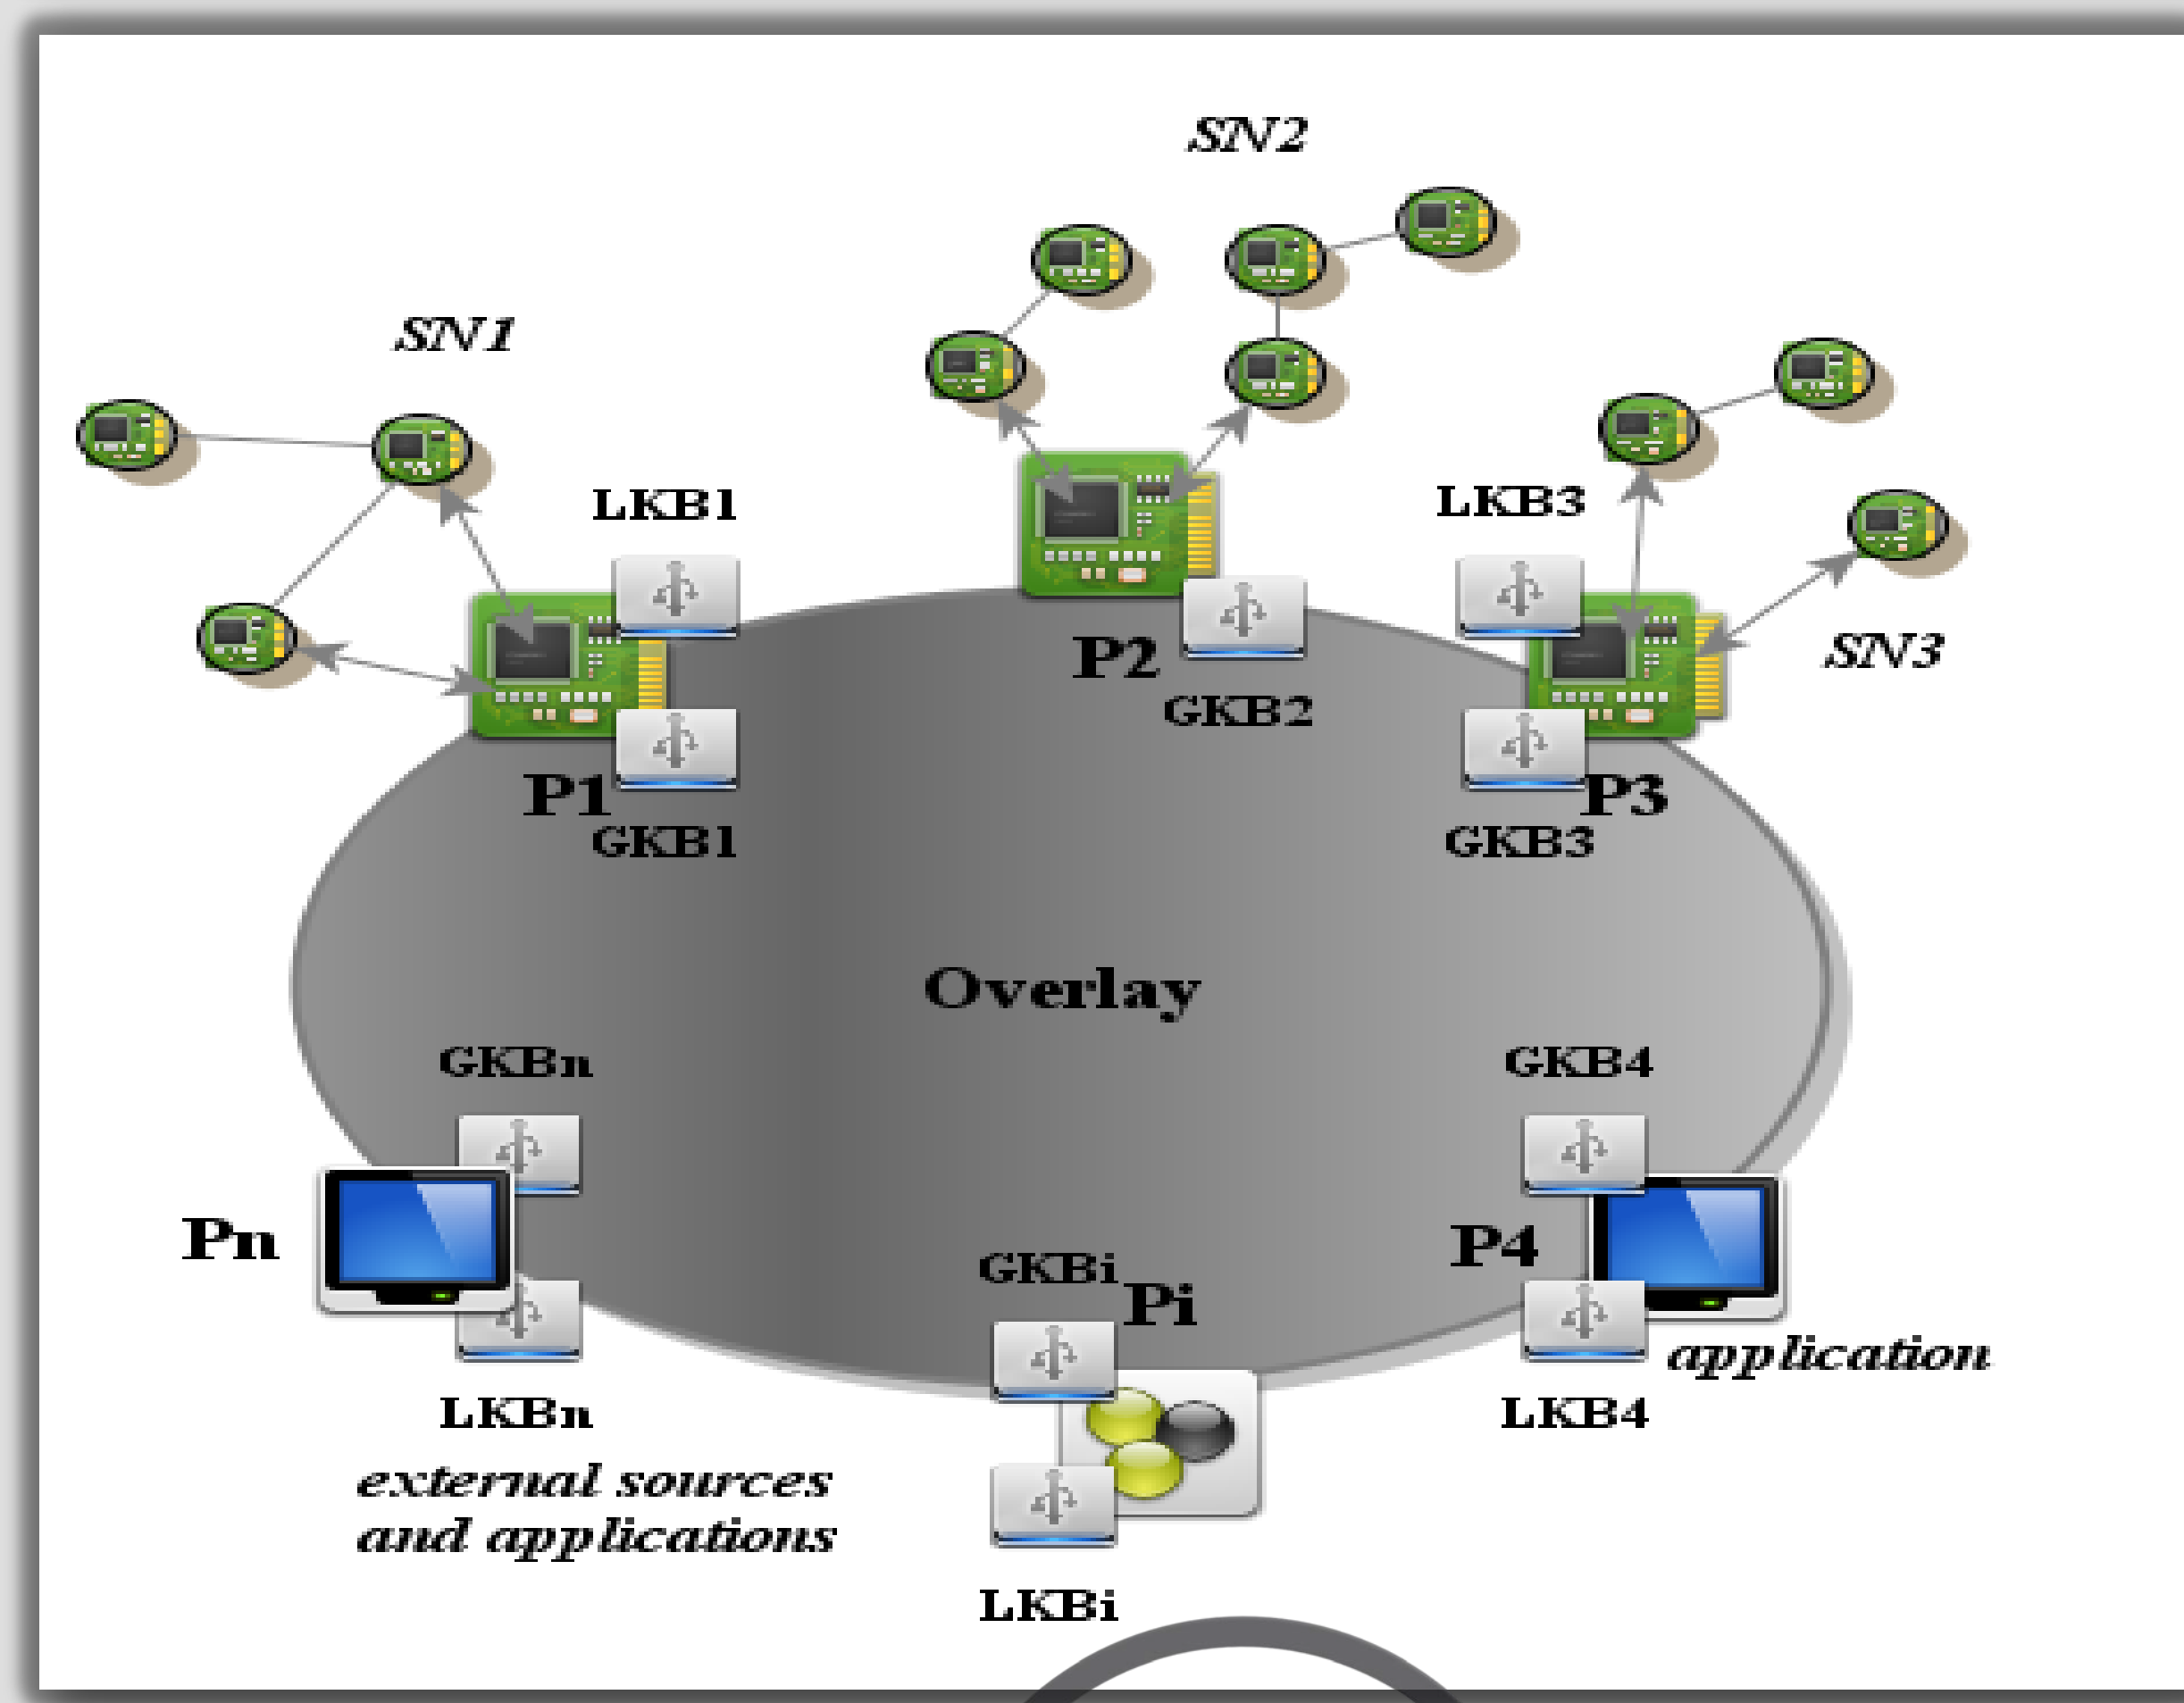 SN2
SN1
LKB1
LKB3
P2
SN3
GKB2
P1
P3
GKB1
GKB3
Overlay
GKBn
GKB4
Pn
P4
GKBi
Pi
application
LKBn
LKB4
external sources
and applications
LKBi